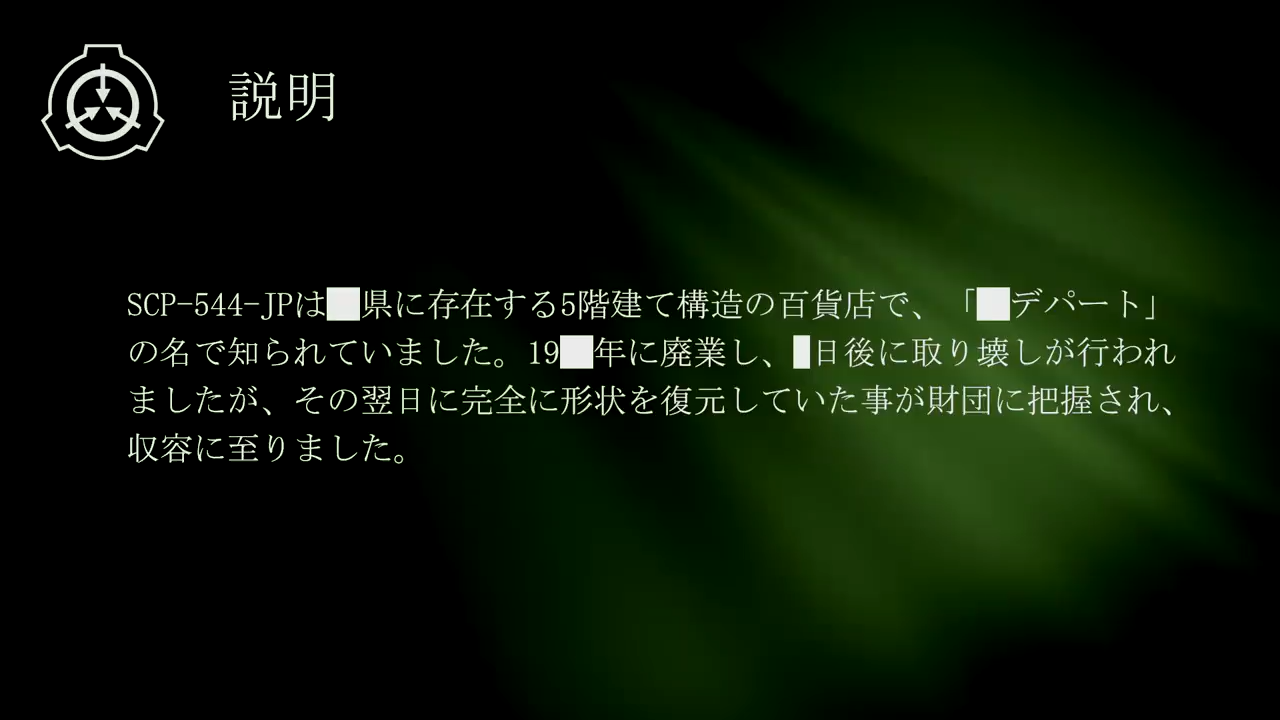 説明
SCP-544-JPは██県に存在する5階建て構造の百貨店で、「██デパート」
の名で知られていました。19██年に廃業し、█日後に取り壊しが行われ
ましたが、その翌日に完全に形状を復元していた事が財団に把握され、
収容に至りました。